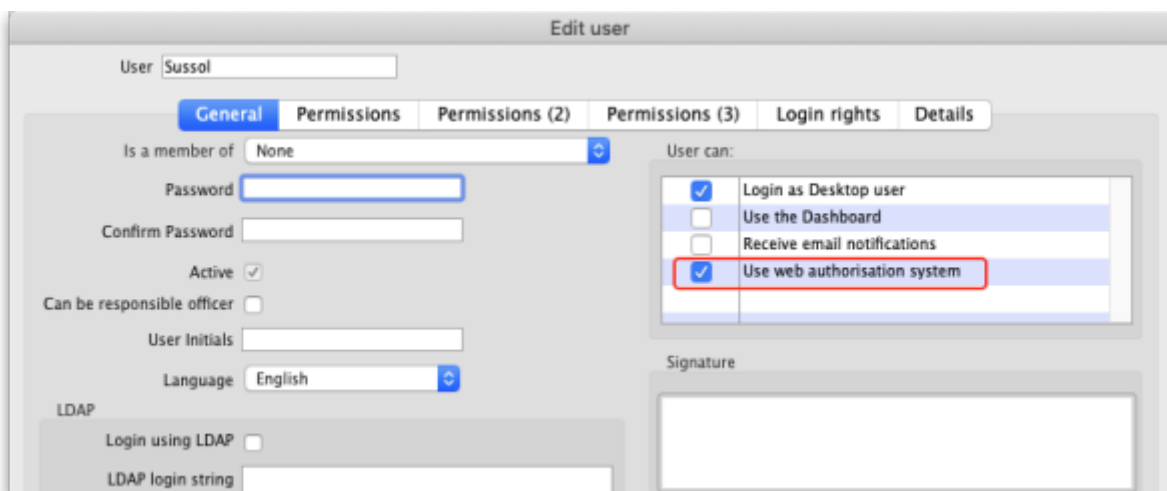 Edit user
User Sussol
General Permissions Permissions (2) Permissions (3) Login rights Details
Is a member of None
Password
Confirm Password
Active
Can be responsible officer
User Initials
Language English
LDAP
Login using LDAP
LDAP login string
User can:
Login as Desktop user
Use the Dashboard
Receive email notifications
Use web authorisation system
Signature